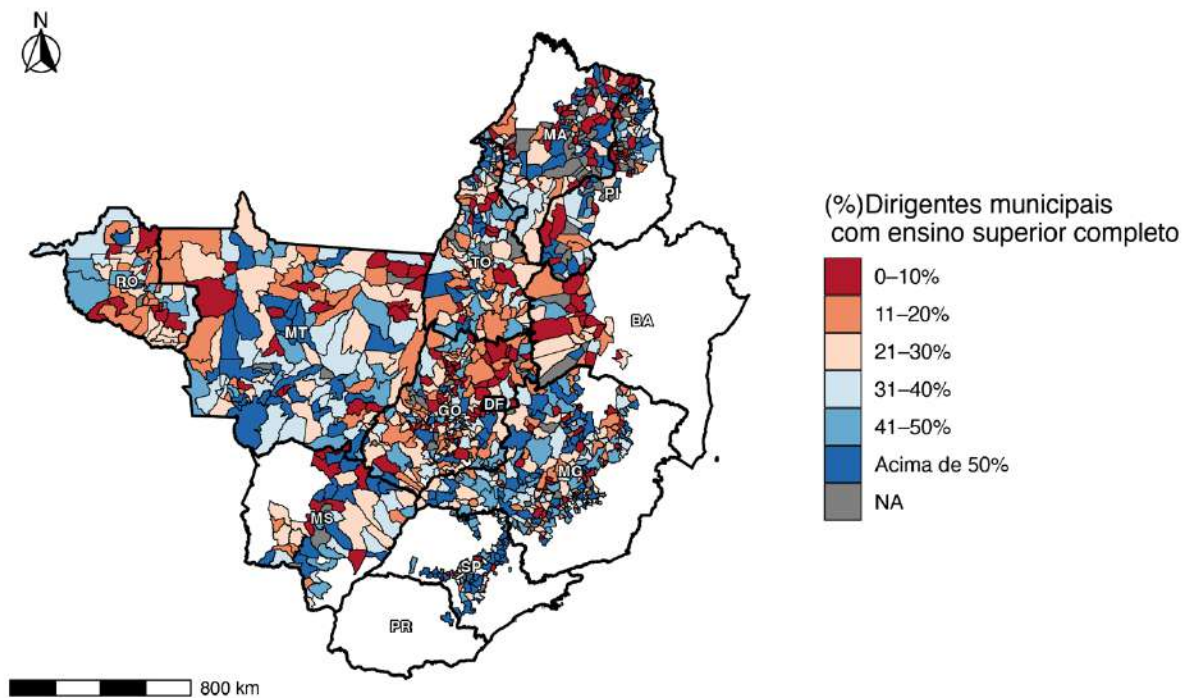 N
MA
PI
TO
RO
BA
MT
GO
DF
MG
MS
SP
PR
(%)Dirigentes municipais
com ensino superior completo
0–10%
11–20%
21–30%
31–40%
41–50%
Acima de 50%
NA
800 km